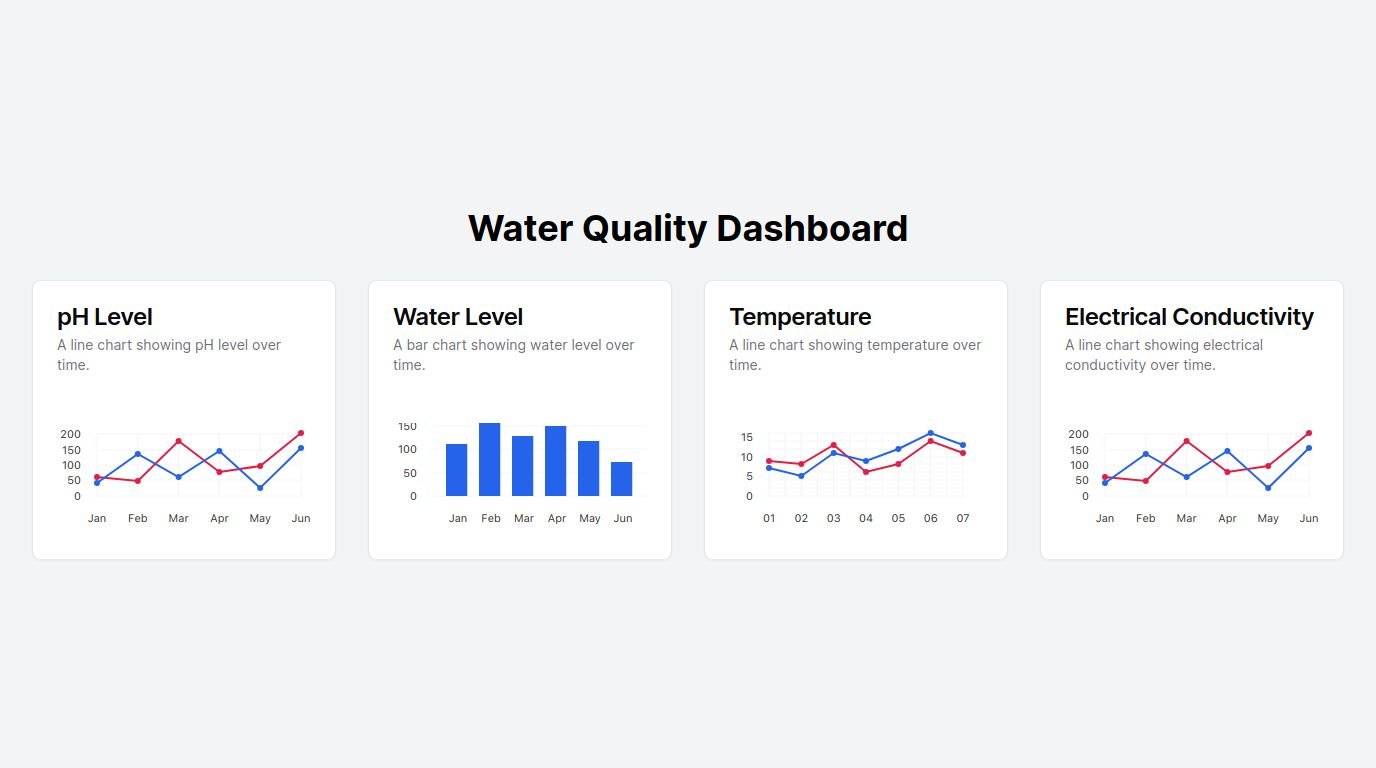 Water Quality Dashboard
pH Level
A line chart showing pH level over
time.
200
150
100
50
0
Jan Feb Mar Apr May Jun
Water Level
A bar chart showing water level over
time.
150
100
50
0
Jan Feb Mar Apr May Jun
Temperature
A line chart showing temperature over
time.
15
10
5
0
01 02 03 04 05 06 07
Electrical Conductivity
A line chart showing electrical
conductivity over time.
200
150
100
50
0
Jan Feb Mar Apr May Jun